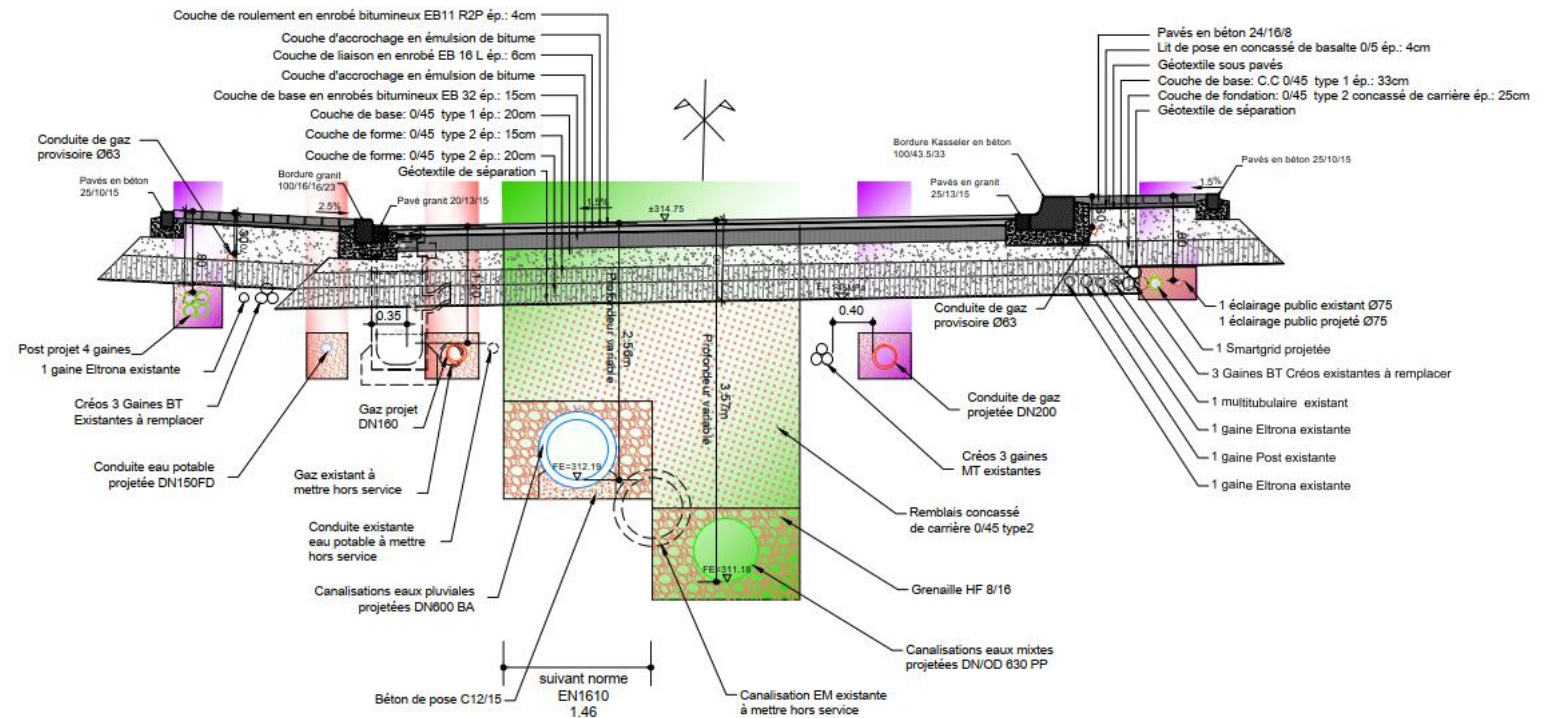 Couche de roulement en enrobé bitumineux EB11 R2P ép.: 4cm
Couche d'accrochage en émulsion de bitume
Couche de liaison en enrobé EB 16 L ép.: 6cm
Couche d'accrochage en émulsion de bitume
Couche de base en enrobés bitumineux EB 32 ép.: 15cm
Couche de base: 0/45 type 1 ép.: 20cm
Couche de forme: 0/45 type 2 ép.: 15cm
Couche de forme: 0/45 type 2 ép.: 20cm
Géotextile de séparation
Conduite de gaz
provisoire Ø63
Pavés en béton
25/10/15
Bordure granit
100/16/16/23
Pavé granit 20/13/15
2.5%
1.5%
±314.75
Pavés en béton 24/16/8
Lit de pose en concassé de basalte 0/5 ép.: 4cm
Géotextile sous pavés
Couche de base: C.C 0/45 type 1 ép.: 33cm
Couche de fondation: 0/45 type 2 concassé de carrière ép.: 25cm
Géotextile de séparation
Bordure Kasseler en béton
100/43.5/33
Pavés en granit
25/13/15
Pavés en béton 25/10/15
1.5%
80
80
0.35
0.40
Profondeur variable
2.56m
Profondeur variable
3.57m
FE=312.19
FE=311.18
Post projet 4 gaines
1 gaine Eltrona existante
Créos 3 Gaines BT
Existantes à remplacer
Conduite eau potable
projetée DN150FD
Gaz projet
DN160
Gaz existant à
mettre hors service
Conduite existante
eau potable à mettre
hors service
Canalisations eaux pluviales
projetées DN600 BA
Béton de pose C12/15
suivant norme
EN1610
1.46
Canalisation EM existante
à mettre hors service
Canalisations eaux mixtes
projetées DN/OD 630 PP
Grenaille HF 8/16
Remblais concassé
de carrière 0/45 type2
Créos 3 gaines
MT existantes
Conduite de gaz
projetée DN200
Conduite de gaz
provisoire Ø63
1 éclairage public existant Ø75
1 éclairage public projeté Ø75
1 Smartgrid projetée
3 Gaines BT Créos existantes à remplacer
1 multitubulaire existant
1 gaine Eltrona existante
1 gaine Post existante
1 gaine Eltrona existante